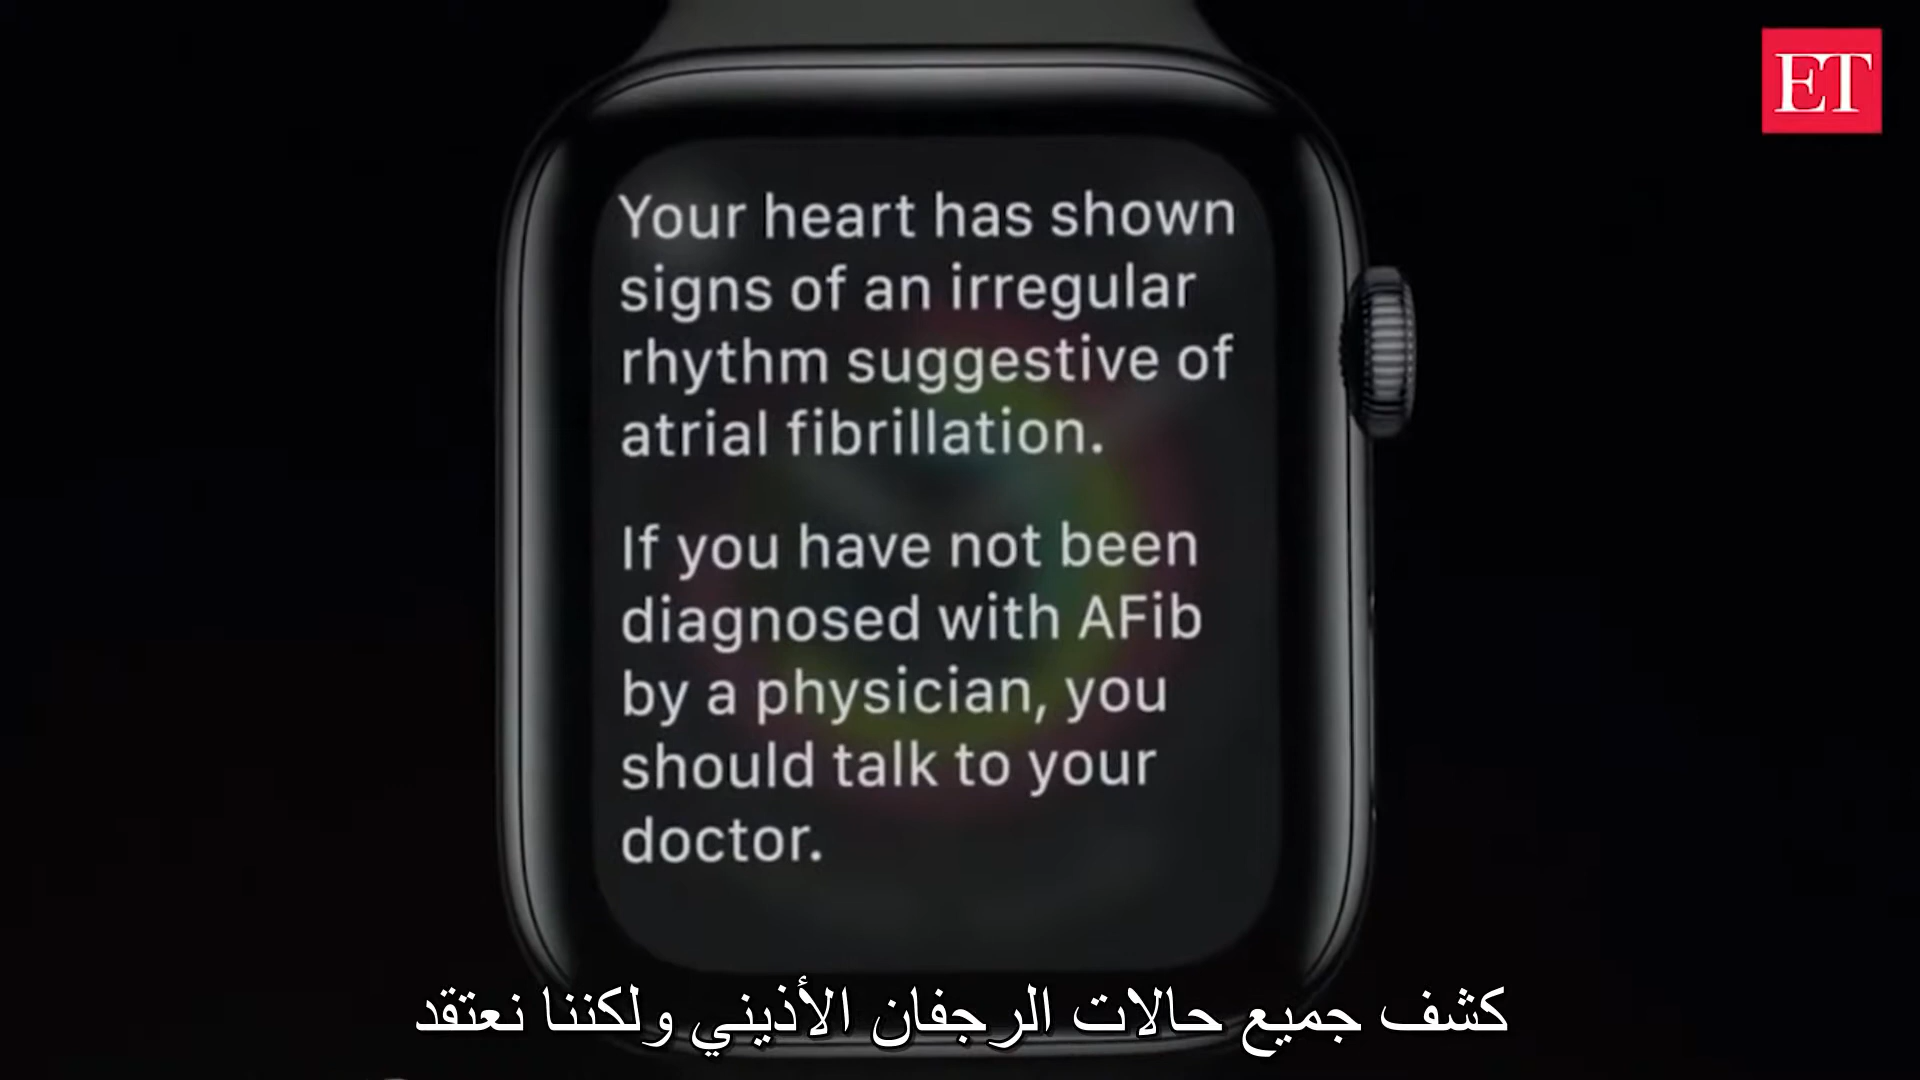 ET
Your heart has shown
signs of an irregular
rhythm suggestive of
atrial fibrillation.
If you have not been
diagnosed with AFib
by a physician, you
should talk to your
doctor.
كشف جميع حالات الرجفان الأذيني ولكننا نعتقد